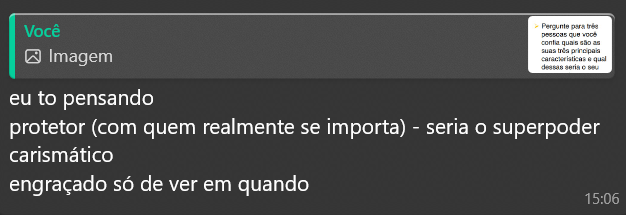 Você
Imagem
Pergunte para três
pessoas que você
confia quais são as
suas três principais
características e qual
dessas seria o seu
eu to pensando
protetor (com quem realmente se importa) - seria o superpoder
carismático
engraçado só de ver em quando
15:06